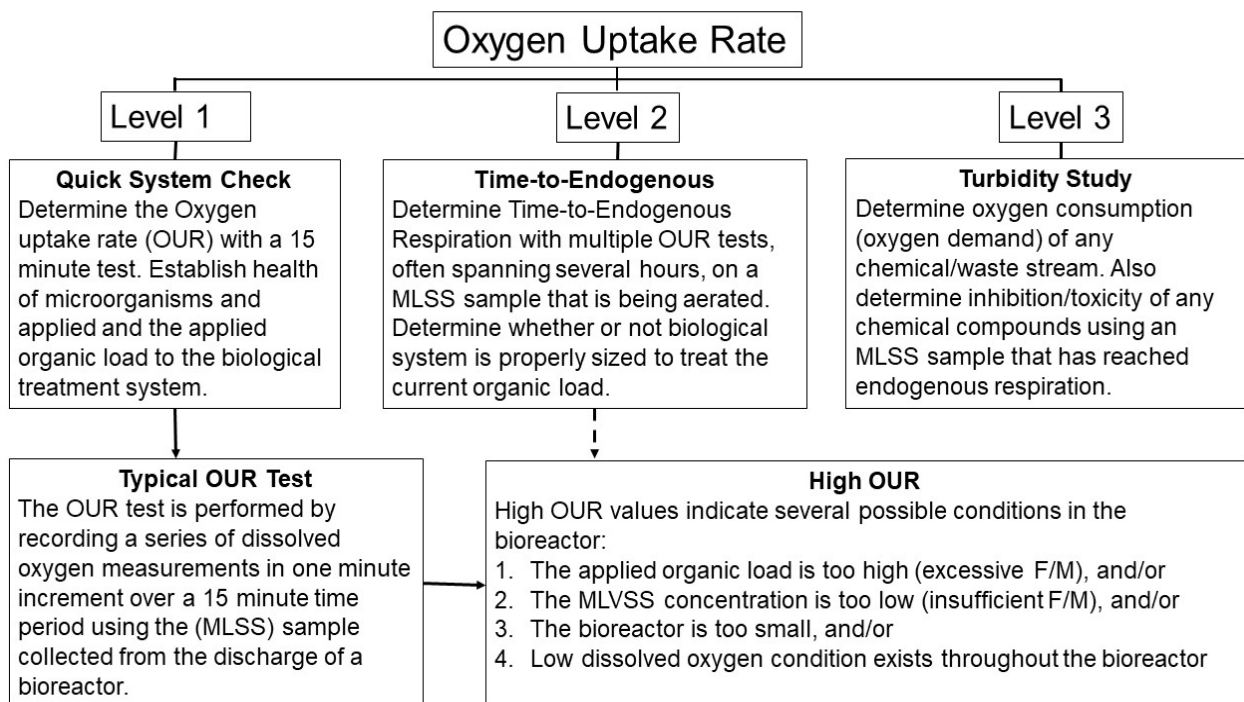 Oxygen Uptake Rate
Level 1
Level 2
Level 3
Quick System Check
Determine the Oxygen
uptake rate (OUR) with a 15
minute test. Establish health
of microorganisms and
applied and the applied
organic load to the biological
treatment system.
Time-to-Endogenous
Determine Time-to-Endogenous
Respiration with multiple OUR tests,
often spanning several hours, on a
MLSS sample that is being aerated.
Determine whether or not biological
system is properly sized to treat the
current organic load.
Turbidity Study
Determine oxygen consumption
(oxygen demand) of any
chemical/waste stream. Also
determine inhibition/toxicity of any
chemical compounds using an
MLSS sample that has reached
endogenous respiration.
Typical OUR Test
The OUR test is performed by
recording a series of dissolved
oxygen measurements in one minute
increment over a 15 minute time
period using the (MLSS) sample
collected from the discharge of a
bioreactor.
High OUR
High OUR values indicate several possible conditions in the
bioreactor:
1. The applied organic load is too high (excessive F/M), and/or
2. The MLVSS concentration is too low (insufficient F/M), and/or
3. The bioreactor is too small, and/or
4. Low dissolved oxygen condition exists throughout the bioreactor